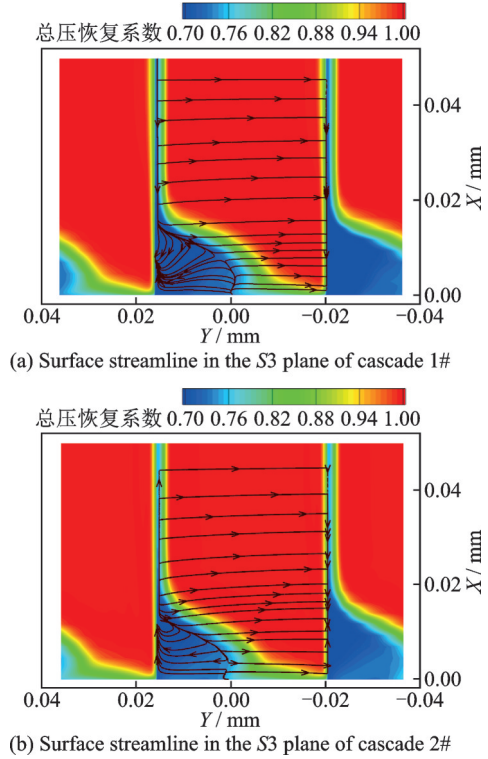 总压恢复系数 0.70 0.76 0.82 0.88 0.94 1.00
0.04
0.02
0.00
X / mm
0.04 0.02 0.00 −0.02 −0.04
Y / mm
(a) Surface streamline in the S3 plane of cascade 1#
总压恢复系数 0.70 0.76 0.82 0.88 0.94 1.00
0.04
0.02
0.00
X / mm
0.04 0.02 0.00 −0.02 −0.04
Y / mm
(b) Surface streamline in the S3 plane of cascade 2#